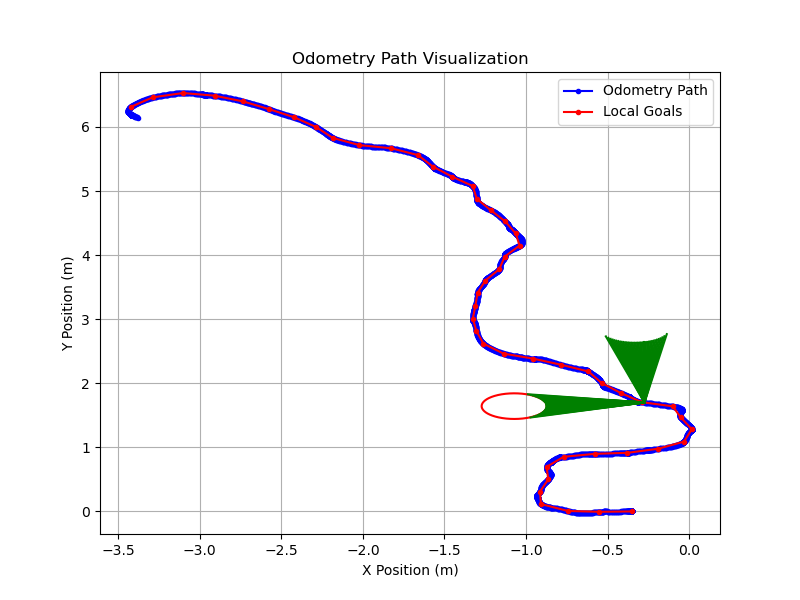 Odometry Path Visualization
Odometry Path
Local Goals
Y Position (m)
6
5
4
3
2
1
0
−3.5 −3.0 −2.5 −2.0 −1.5 −1.0 −0.5 0.0
X Position (m)